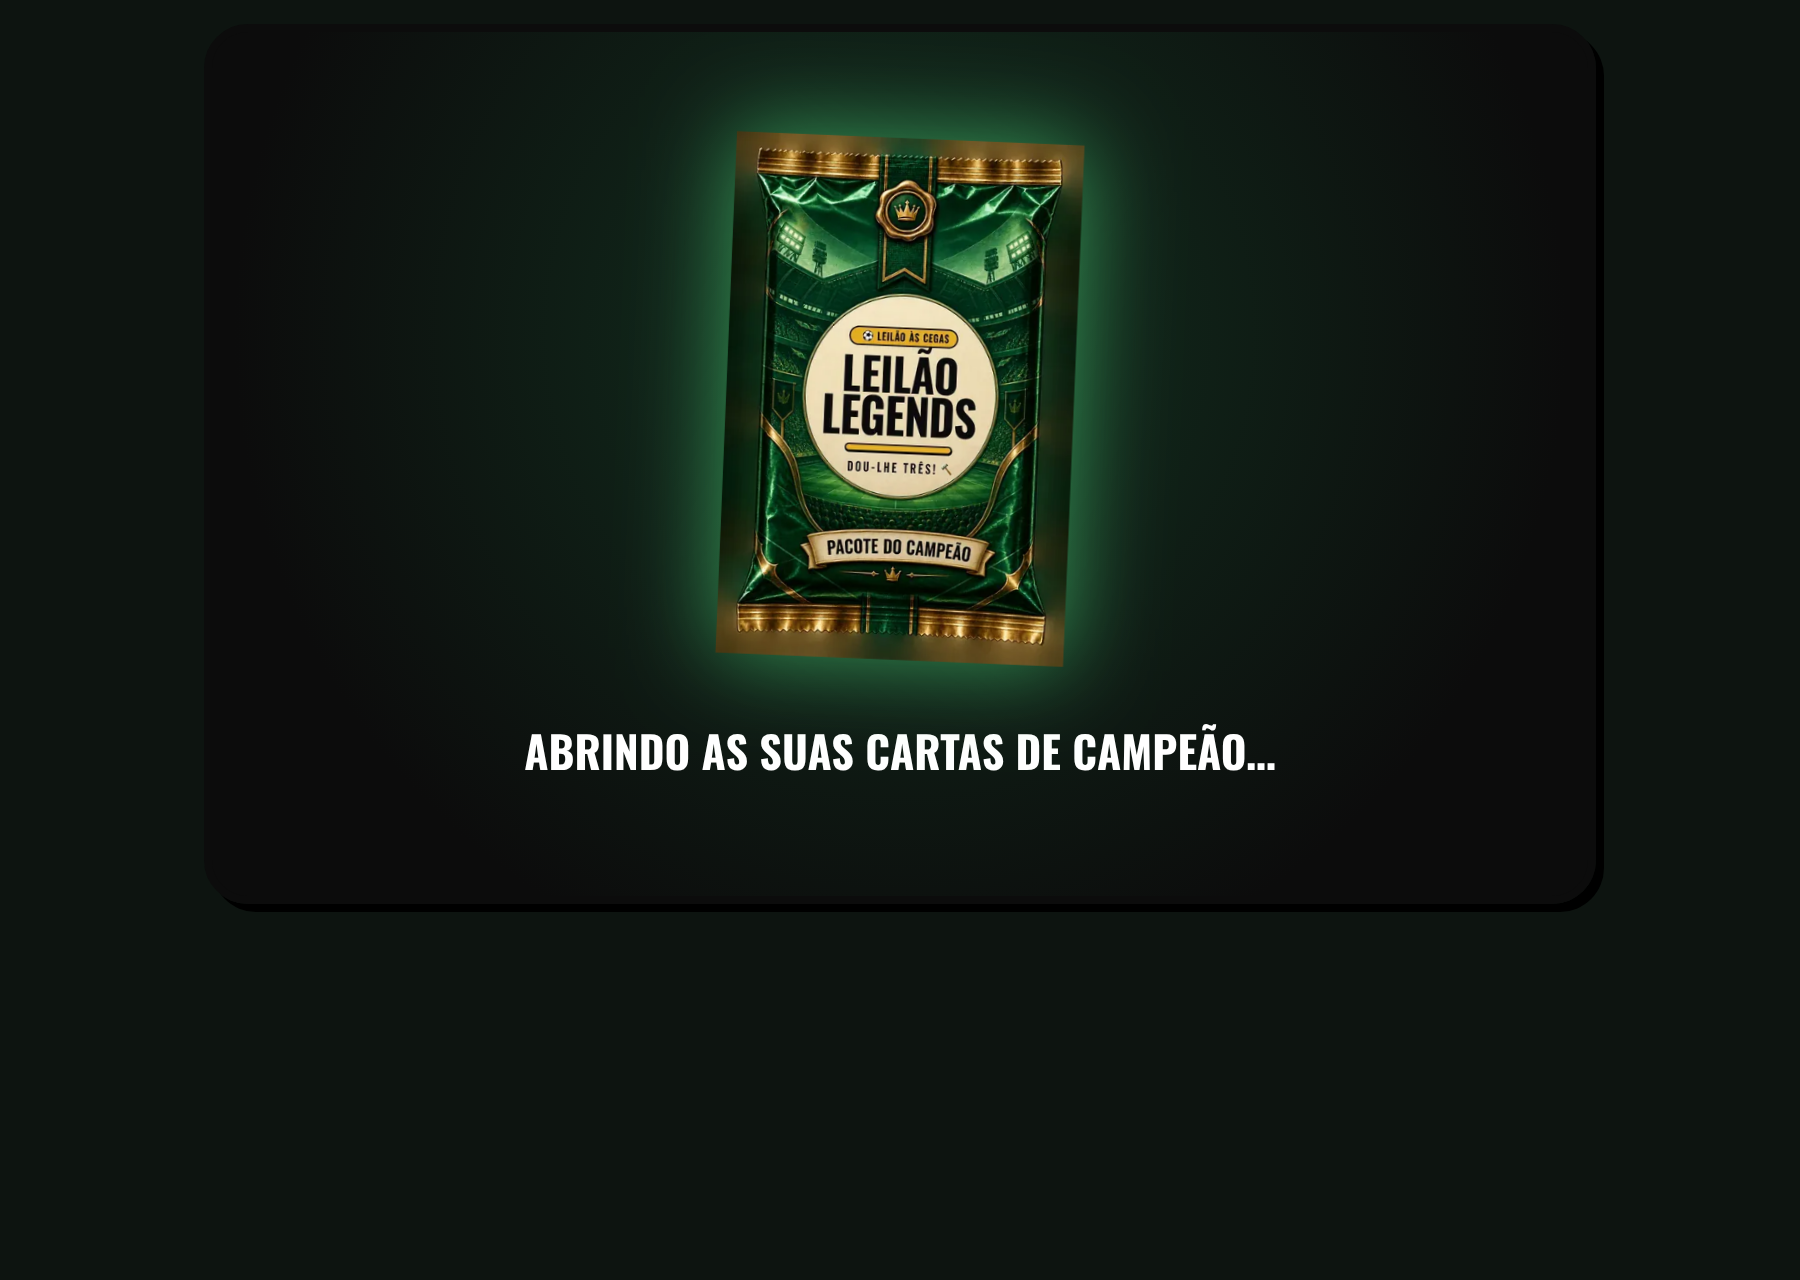 LEILÃO ÀS CEGAS
LEILÃO
LEGENDS
DOU-LHE TRÊS!
PACOTE DO CAMPEÃO
ABRINDO AS SUAS CARTAS DE CAMPEÃO...